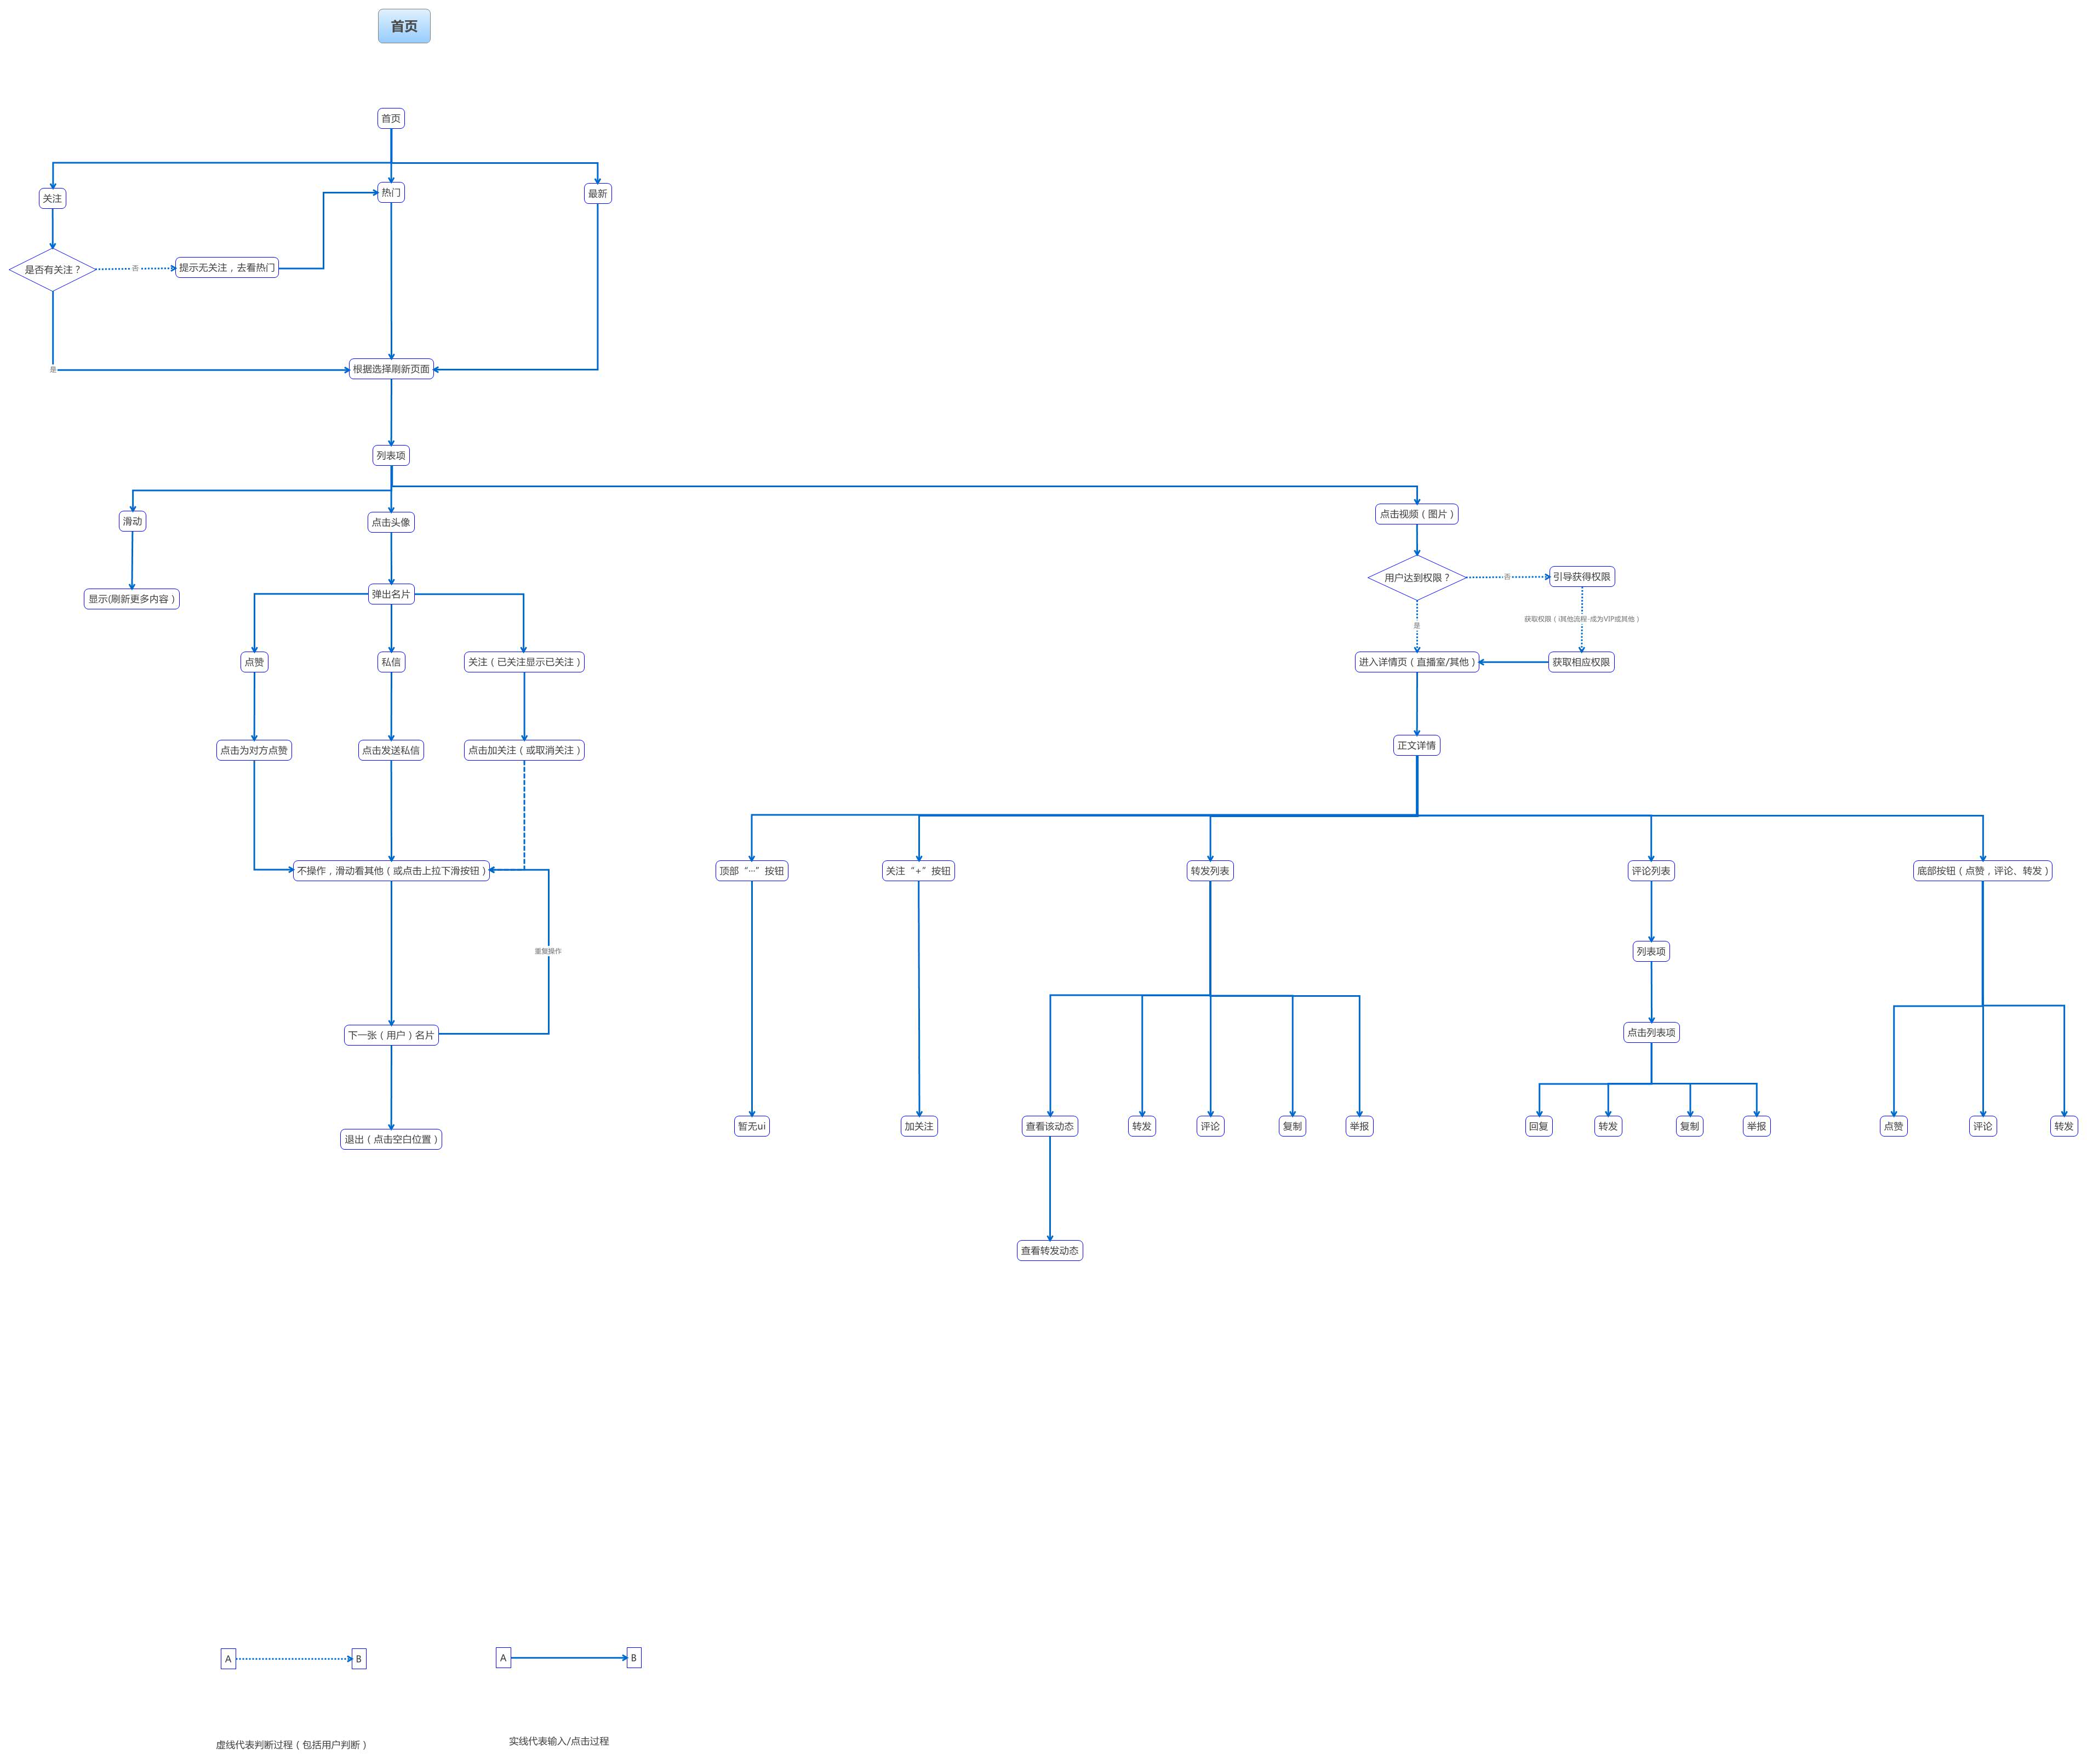 首页
首页
关注
热门
最新
是否有关注？
否
提示无关注，去看热门
是
根据选择刷新页面
列表项
滑动
点击头像
点击视频（图片）
显示(刷新更多内容）
弹出名片
用户达到权限？
否
引导获得权限
是
获取权限（其他流程-成为VIP或其他）
点赞
私信
关注（已关注显示已关注）
进入详情页（直播室/其他）
获取相应权限
点击为对方点赞
点击发送私信
点击加关注（或取消关注）
正文详情
不操作，滑动看其他（或点击上拉下滑按钮）
顶部“···”按钮
关注“+”按钮
转发列表
评论列表
底部按钮（点赞，评论、转发）
重复操作
列表项
下一张（用户）名片
点击列表项
退出（点击空白位置）
暂无ui
加关注
查看该动态
转发
评论
复制
举报
回复
转发
复制
举报
点赞
评论
转发
查看转发动态
A
B
A
B
虚线代表判断过程（包括用户判断）
实线代表输入/点击过程